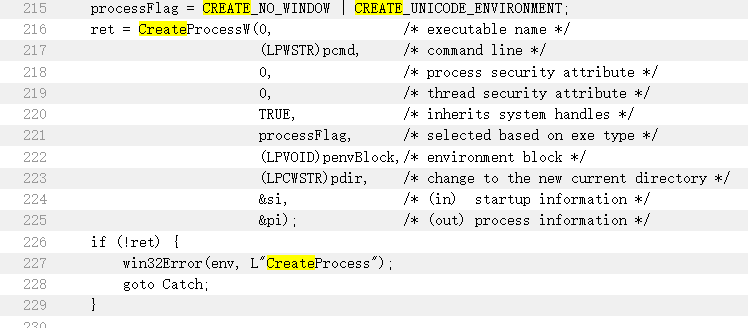 215 processFlag = CREATE_NO_WINDOW | CREATE_UNICODE_ENVIRONMENT;
216 ret = CreateProcessW(0, /* executable name */
217 (LPWSTR)pcmd, /* command line */
218 0, /* process security attribute */
219 0, /* thread security attribute */
220 TRUE, /* inherits system handles */
221 processFlag, /* selected based on exe type */
222 (LPVOID)penvBlock,/* environment block */
223 (LPCWSTR)pdir, /* change to the new current directory */
224 &si, /* (in)  startup information */
225 &pi); /* (out) process information */
226 if (!ret) {
227 win32Error(env, L"CreateProcess");
228 goto Catch;
229 }
230